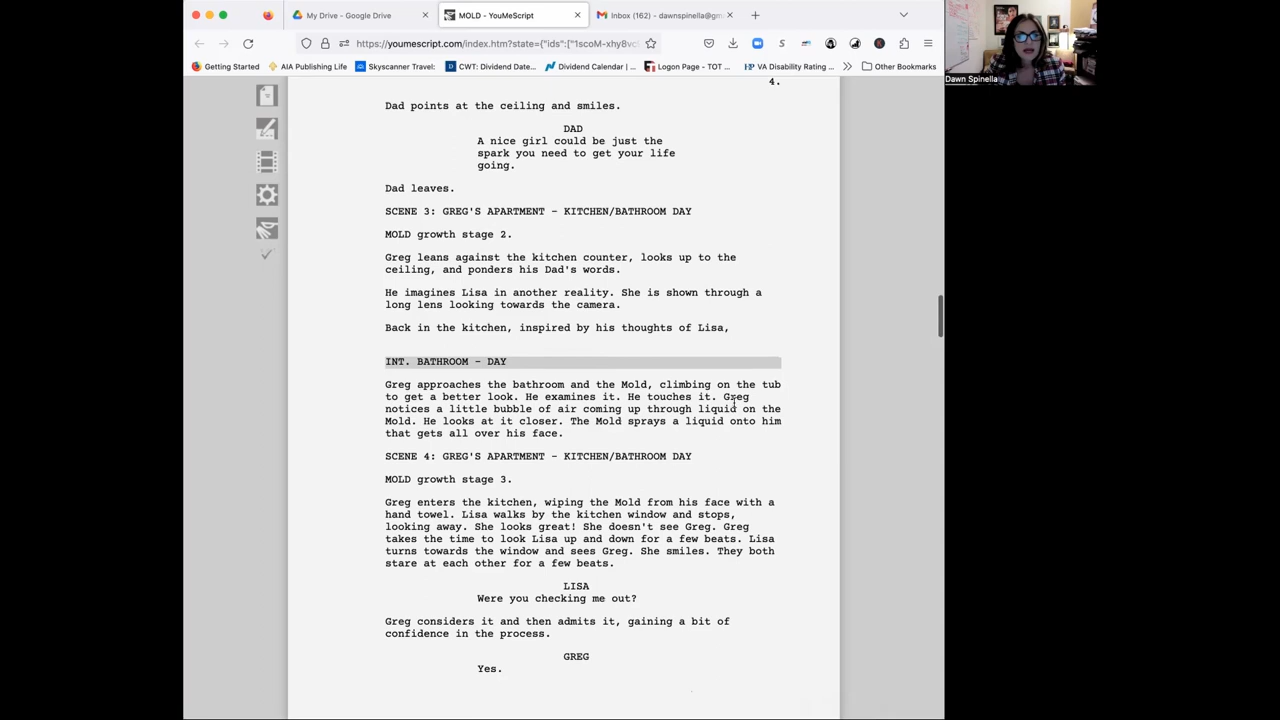 My Drive - Google Drive
MOLD - YouMeScript
Inbox (162) - dawnspinella@gm
https://youmescript.com/index.htm?state={"ids":["1scoM-xhy8vc
Getting Started
AIA Publishing Life
Skyscanner Travel:
CWT: Dividend Date...
Dividend Calendar | ...
Logon Page - TOT ...
VA Disability Rating ...
Other Bookmarks
Dawn Spinella
4.
Dad points at the ceiling and smiles.
DAD
A nice girl could be just the
spark you need to get your life
going.
Dad leaves.
SCENE 3: GREG'S APARTMENT - KITCHEN/BATHROOM DAY
MOLD growth stage 2.
Greg leans against the kitchen counter, looks up to the
ceiling, and ponders his Dad's words.
He imagines Lisa in another reality. She is shown through a
long lens looking towards the camera.
Back in the kitchen, inspired by his thoughts of Lisa,
INT. BATHROOM - DAY
Greg approaches the bathroom and the Mold, climbing on the tub
to get a better look. He examines it. He touches it. Greg
notices a little bubble of air coming up through liquid on the
Mold. He looks at it closer. The Mold sprays a liquid onto him
that gets all over his face.
SCENE 4: GREG'S APARTMENT - KITCHEN/BATHROOM DAY
MOLD growth stage 3.
Greg enters the kitchen, wiping the Mold from his face with a
hand towel. Lisa walks by the kitchen window and stops,
looking away. She looks great! She doesn't see Greg. Greg
takes the time to look Lisa up and down for a few beats. Lisa
turns towards the window and sees Greg. She smiles. They both
stare at each other for a few beats.
LISA
Were you checking me out?
Greg considers it and then admits it, gaining a bit of
confidence in the process.
GREG
Yes.